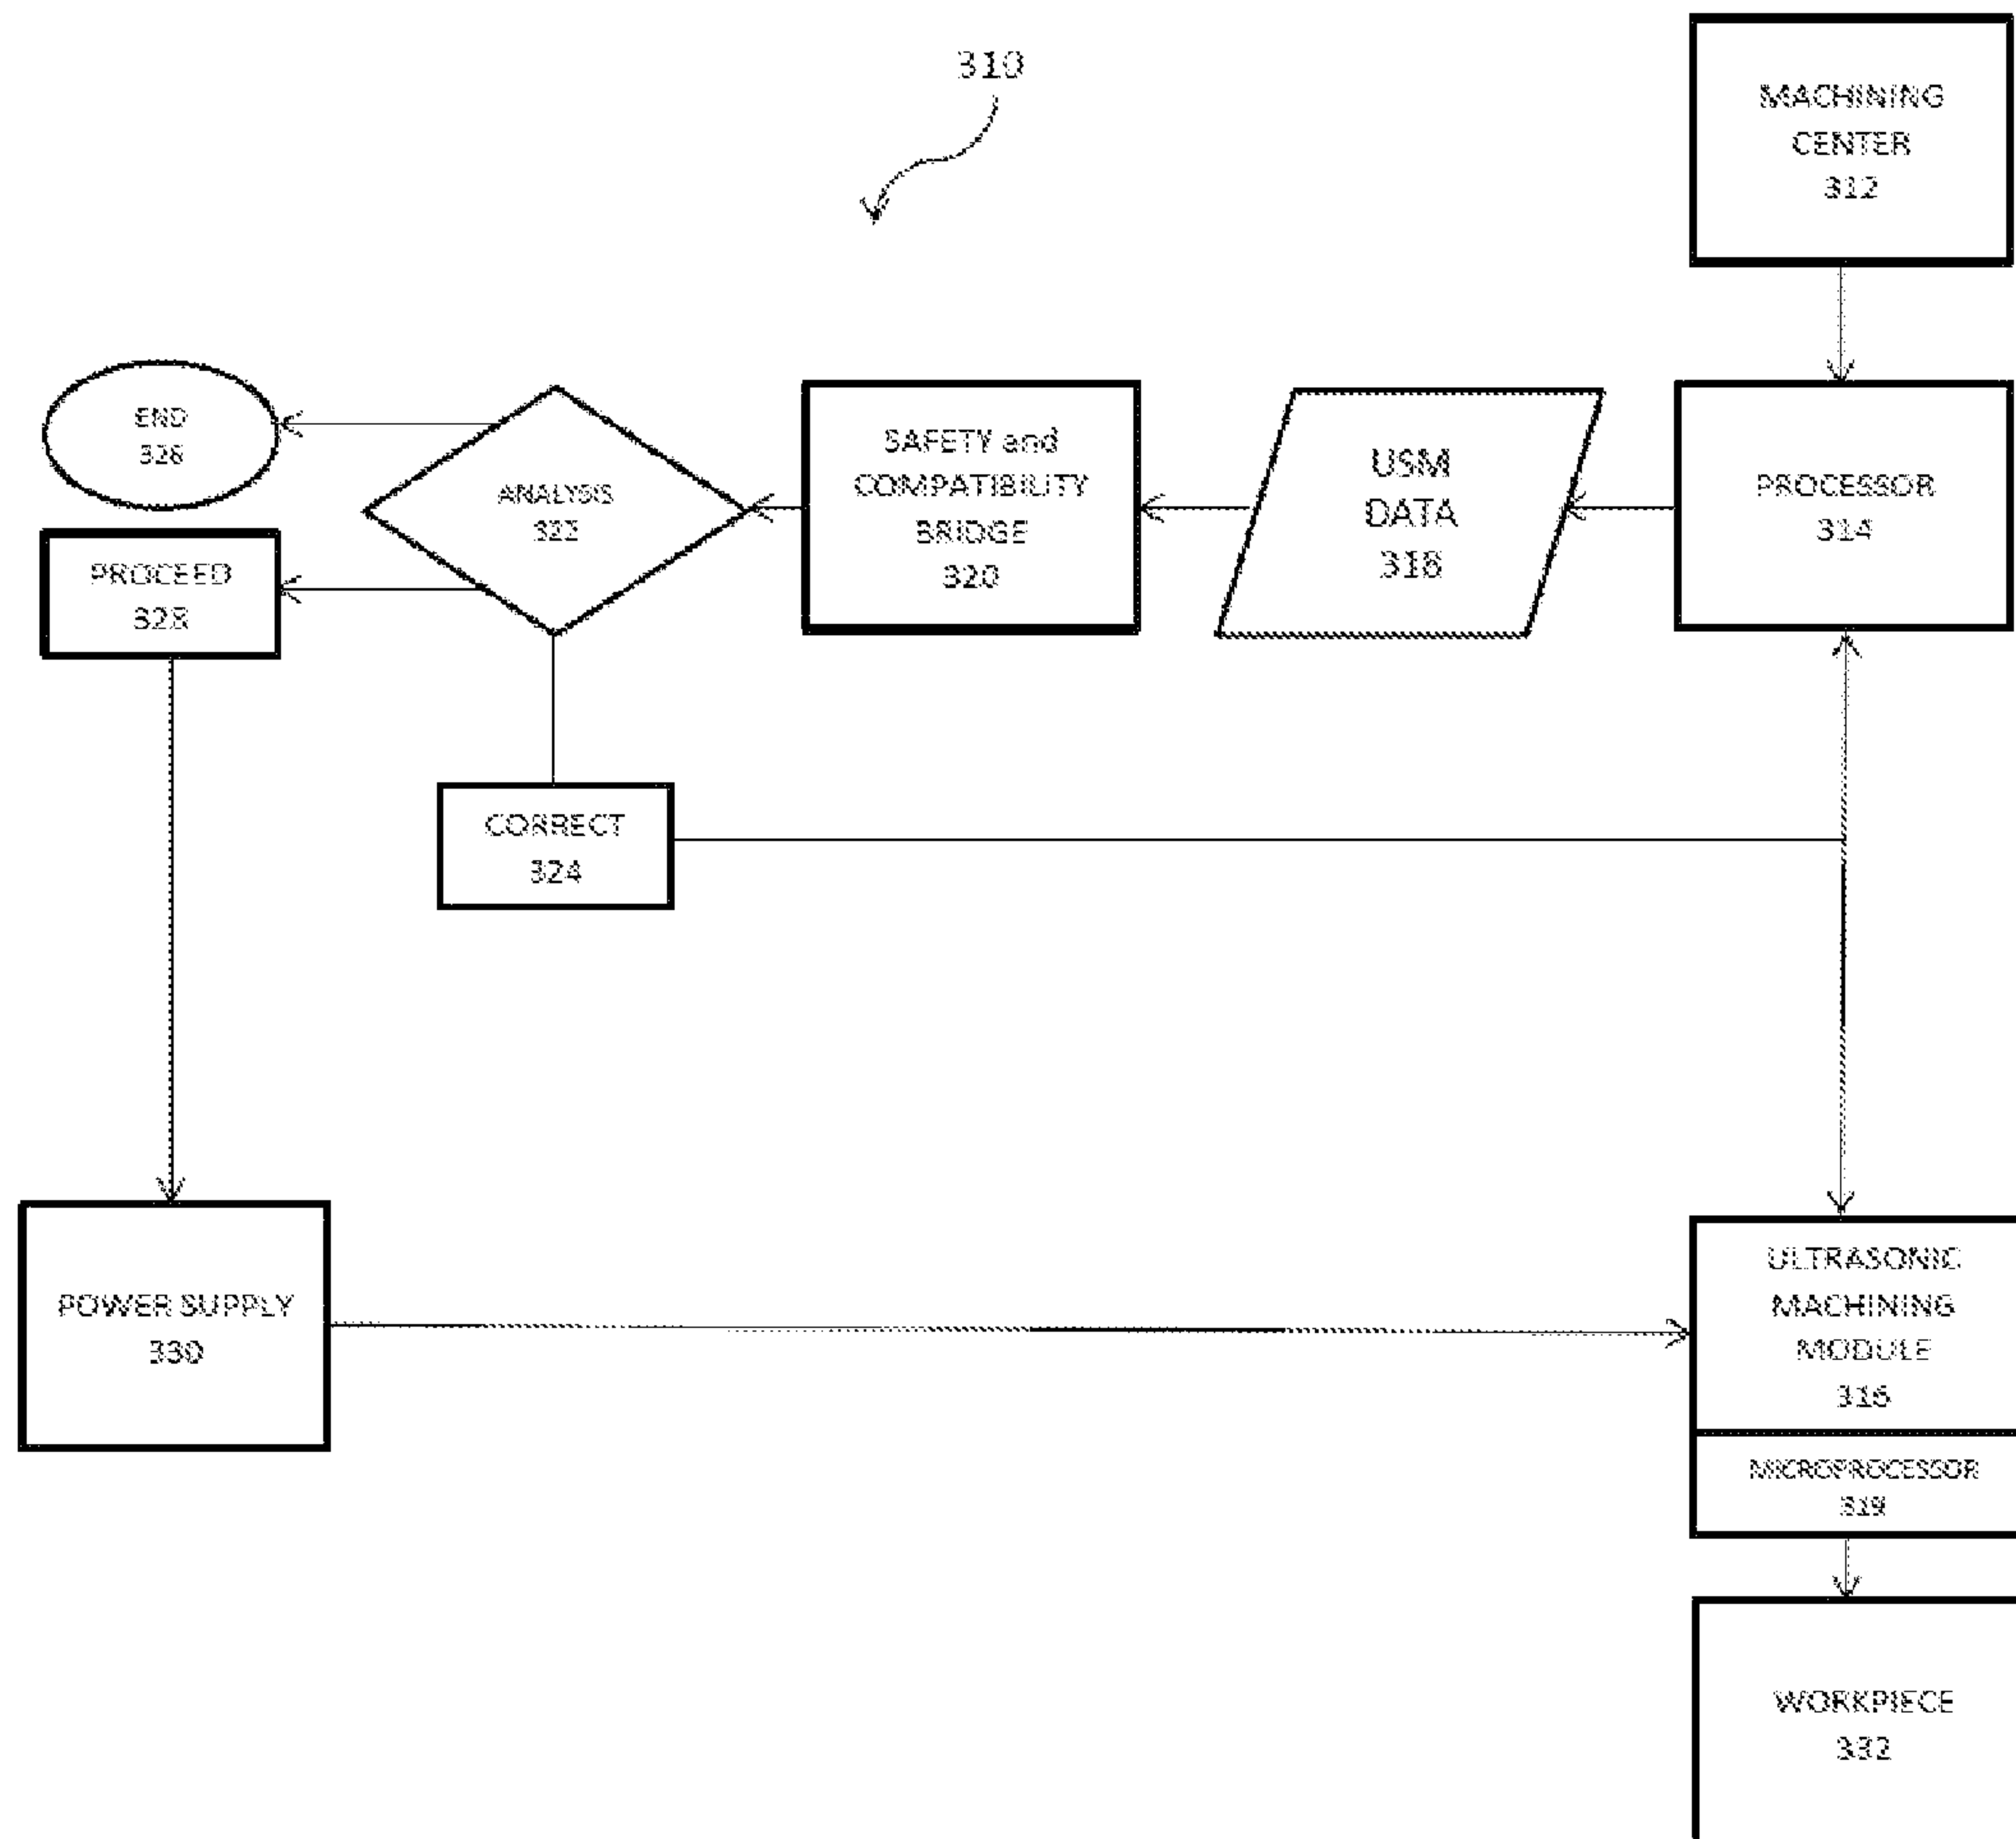 310
MACHINING
CENTER
312
END
326
ANALYSIS
322
SAFETY and
COMPATIBILITY
BRIDGE
320
USM
DATA
318
PROCESSOR
314
PROCEED
328
CORRECT
324
POWER SUPPLY
330
ULTRASONIC
MACHINING
MODULE
316
MICROPROCESSOR
319
WORKPIECE
332